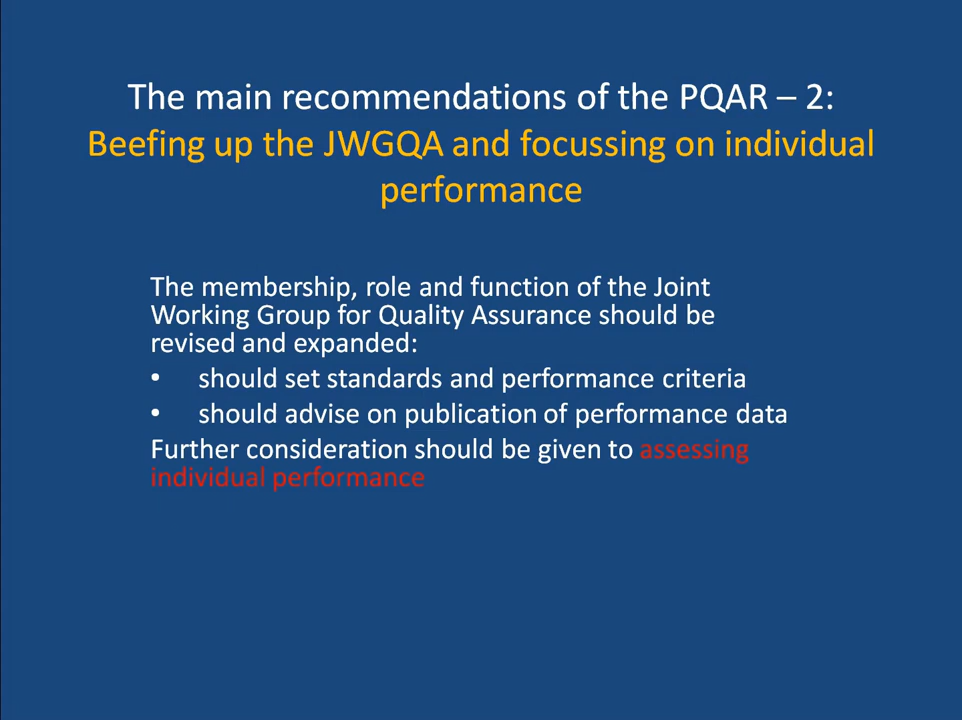 The main recommendations of the PQAR – 2:
Beefing up the JWGQA and focussing on individual
performance
The membership, role and function of the Joint
Working Group for Quality Assurance should be
revised and expanded:
• should set standards and performance criteria
• should advise on publication of performance data
Further consideration should be given to assessing
individual performance